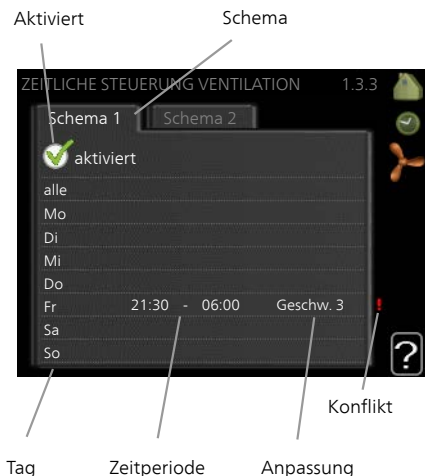 Aktiviert Schema
ZEITLICHE STEUERUNG VENTILATION 1.3.3
Schema 1 Schema 2
aktiviert
alle
Mo
Di
Mi
Do
Fr 21:30 - 06:00 Geschw. 3 !
Sa
So
?
Konflikt
Tag Zeitperiode Anpassung